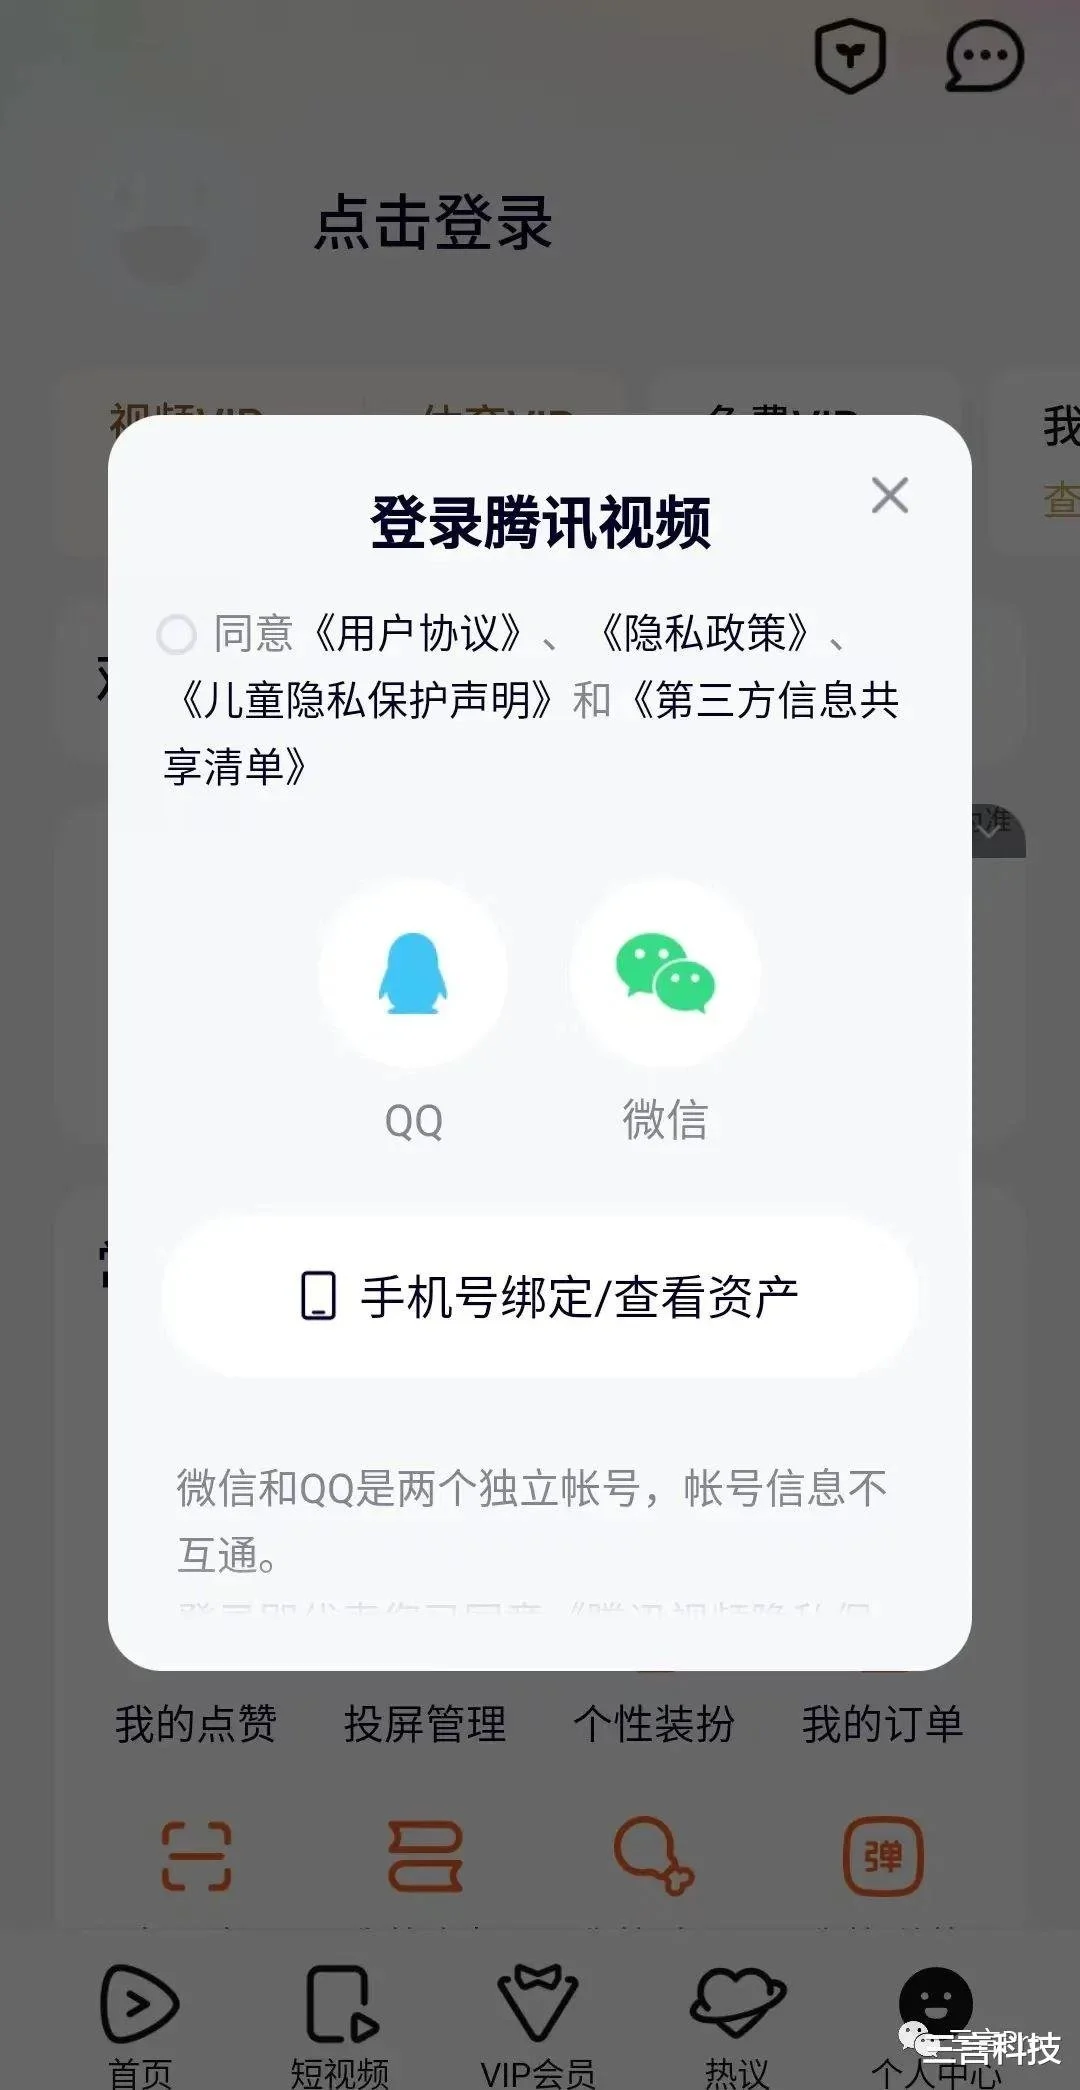 点击登录
视频VIP
体育VIP
免费VIP
我
查
登录腾讯视频
同意《用户协议》、《隐私政策》、
《儿童隐私保护声明》和《第三方信息共
享清单》
QQ
微信
手机号绑定/查看资产
微信和QQ是两个独立帐号，帐号信息不
互通。
我的点赞
投屏管理
个性装扮
我的订单
弹
首页
短视频
VIP会员
热议
个人中心
三言科技